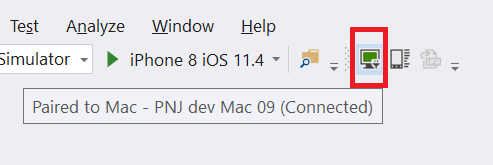 Test Analyze Window Help
Simulator iPhone 8 iOS 11.4
Paired to Mac - PNJ dev Mac 09 (Connected)